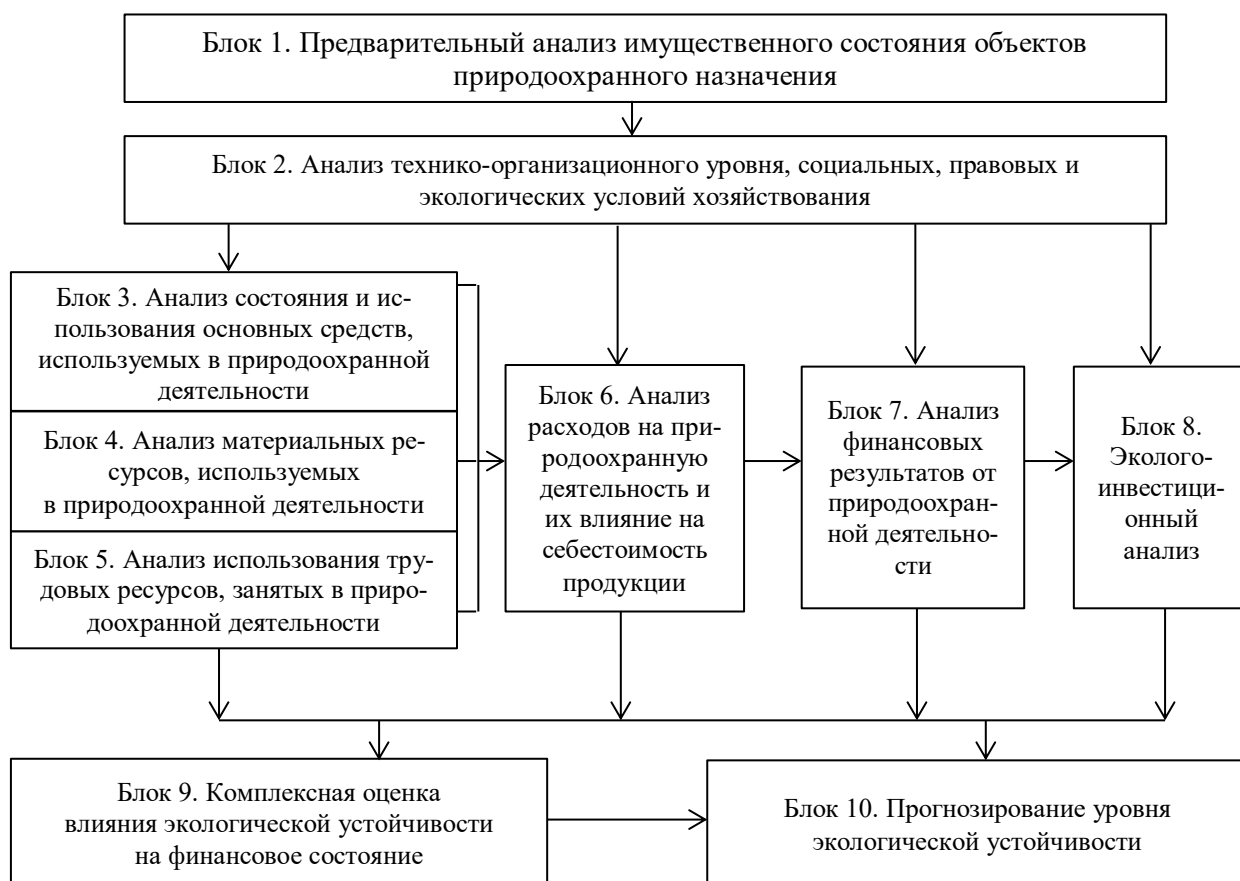 Блок 1. Предварительный анализ имущественного состояния объектов
природоохранного назначения
Блок 2. Анализ технико-организационного уровня, социальных, правовых и
экологических условий хозяйствования
Блок 3. Анализ состояния и ис-
пользования основных средств,
используемых в природоохранной
деятельности
Блок 4. Анализ материальных ре-
сурсов, используемых
в природоохранной деятельности
Блок 5. Анализ использования тру-
довых ресурсов, занятых в приро-
доохранной деятельности
Блок 6. Анализ
расходов на при-
родоохранную
деятельность и
их влияние на
себестоимость
продукции
Блок 7. Анализ
финансовых
результатов от
природоохран-
ной деятельно-
сти
Блок 8.
Эколого-
инвестици-
онный
анализ
Блок 9. Комплексная оценка
влияния экологической устойчивости
на финансовое состояние
Блок 10. Прогнозирование уровня
экологической устойчивости